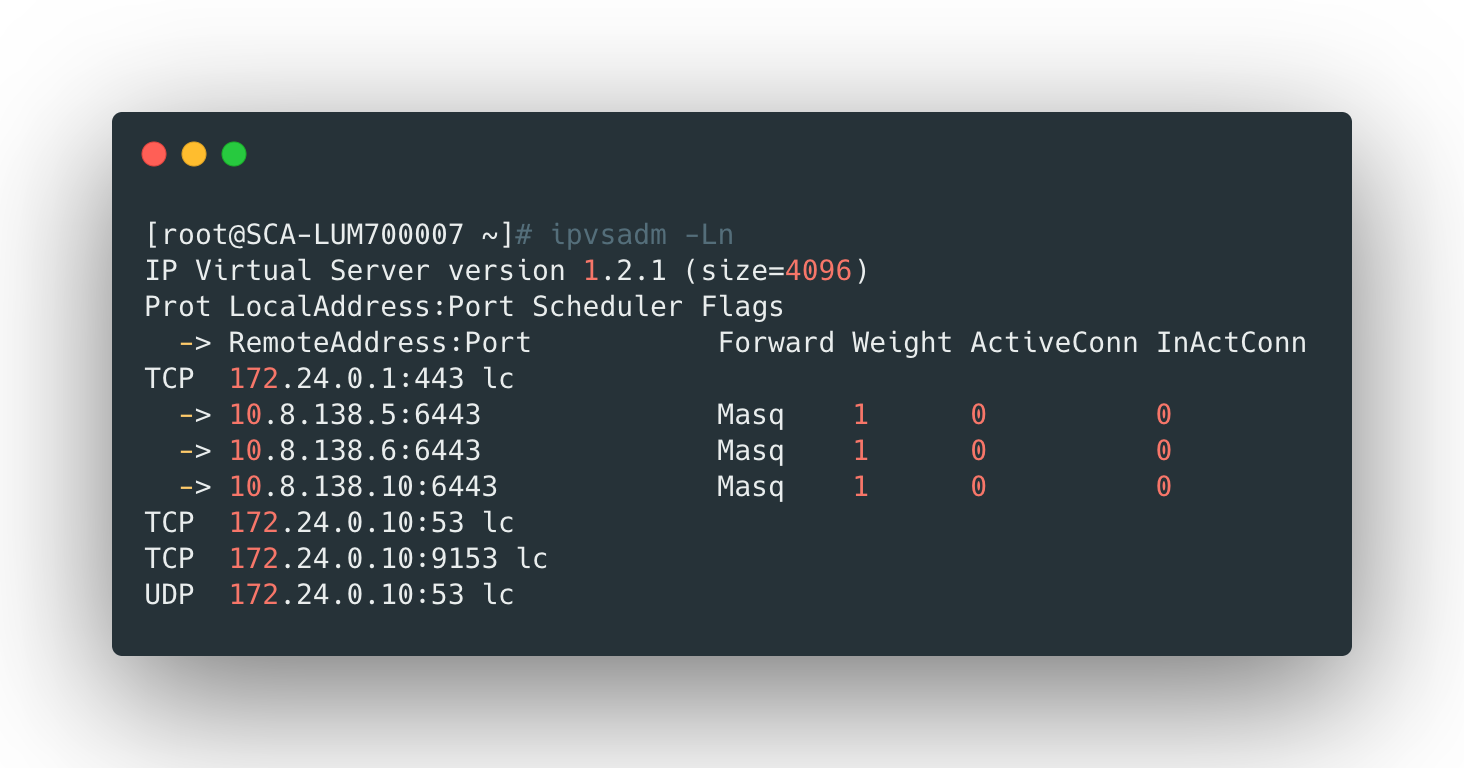 [root@SCA-LUM700007 ~]# ipvsadm -Ln
IP Virtual Server version 1.2.1 (size=4096)
Prot LocalAddress:Port Scheduler Flags
  -> RemoteAddress:Port           Forward Weight ActiveConn InActConn
TCP  172.24.0.1:443 lc
  -> 10.8.138.5:6443              Masq    1      0          0
  -> 10.8.138.6:6443              Masq    1      0          0
  -> 10.8.138.10:6443             Masq    1      0          0
TCP  172.24.0.10:53 lc
TCP  172.24.0.10:9153 lc
UDP  172.24.0.10:53 lc